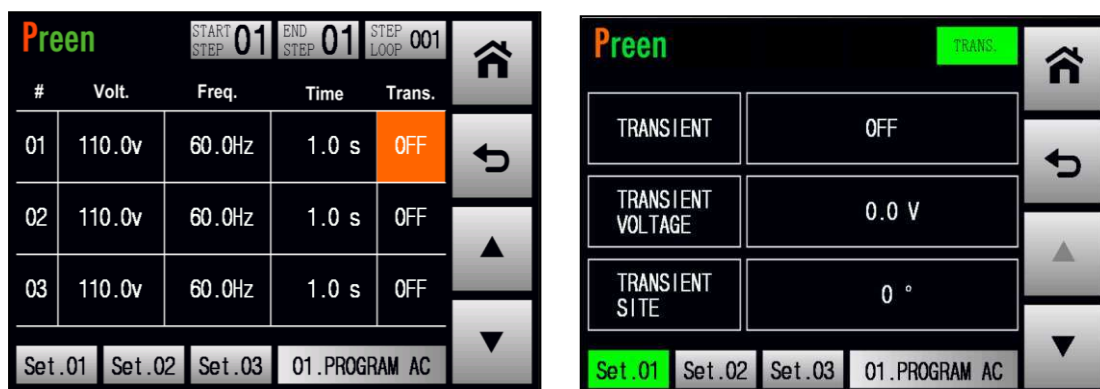 Preen START STEP 01 END STEP 01 STEP LOOP 001
# Volt. Freq. Time Trans.
01 110.0v 60.0Hz 1.0 s OFF
02 110.0v 60.0Hz 1.0 s OFF
03 110.0v 60.0Hz 1.0 s OFF
Set.01 Set.02 Set.03 01.PROGRAM AC
Preen TRANS.
TRANSIENT OFF
TRANSIENT VOLTAGE 0.0 V
TRANSIENT SITE 0 °
Set.01 Set.02 Set.03 01.PROGRAM AC